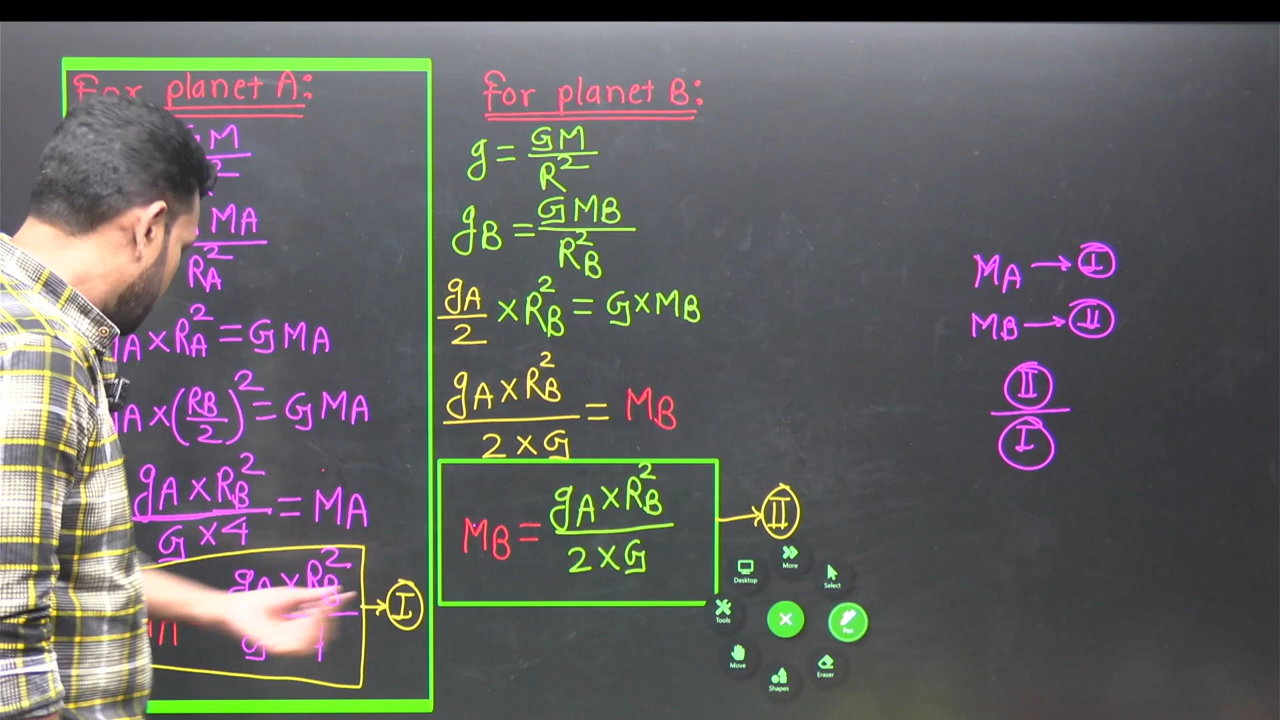 For planet A:
GM
MA
RA²
A × RA² = G MA
A × (RB/2)² = G MA
gA × RB² / G × 4 = MA
gA × RB² → I
G
For planet B:
g = GM / R²
gB = G MB / RB²
gA/2 × RB² = G × MB
gA × RB² / 2 × G = MB
MB = gA × RB² / 2 × G → II
MA → I
MB → II
II
I
More
Desktop
Select
Tools
Pen
Move
Eraser
Shapes